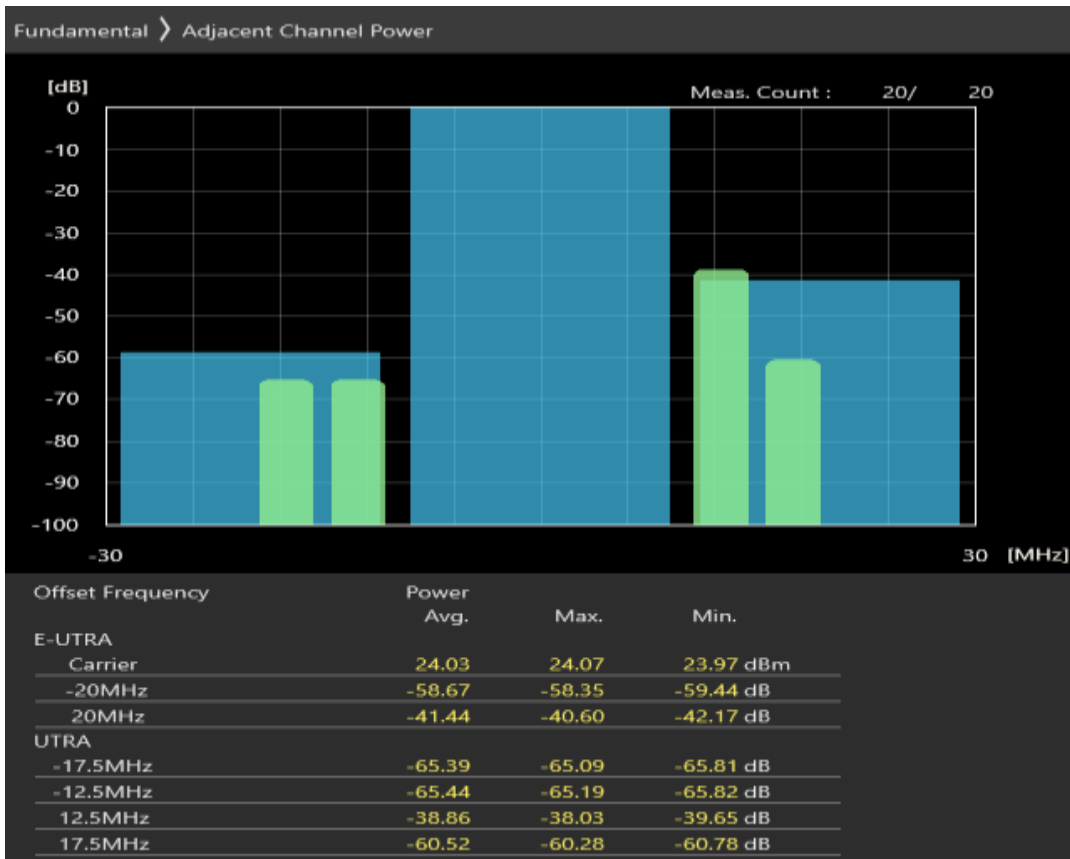 Fundamental 〉 Adjacent Channel Power
[dB]
Meas. Count : 20/ 20
0
-10
-20
-30
-40
-50
-60
-70
-80
-90
-100
-30 30 [MHz]
Offset Frequency Power
Avg. Max. Min.
E-UTRA
Carrier 24.03 24.07 23.97 dBm
-20MHz -58.67 -58.35 -59.44 dB
20MHz -41.44 -40.60 -42.17 dB
UTRA
-17.5MHz -65.39 -65.09 -65.81 dB
-12.5MHz -65.44 -65.19 -65.82 dB
12.5MHz -38.86 -38.03 -39.65 dB
17.5MHz -60.52 -60.28 -60.78 dB